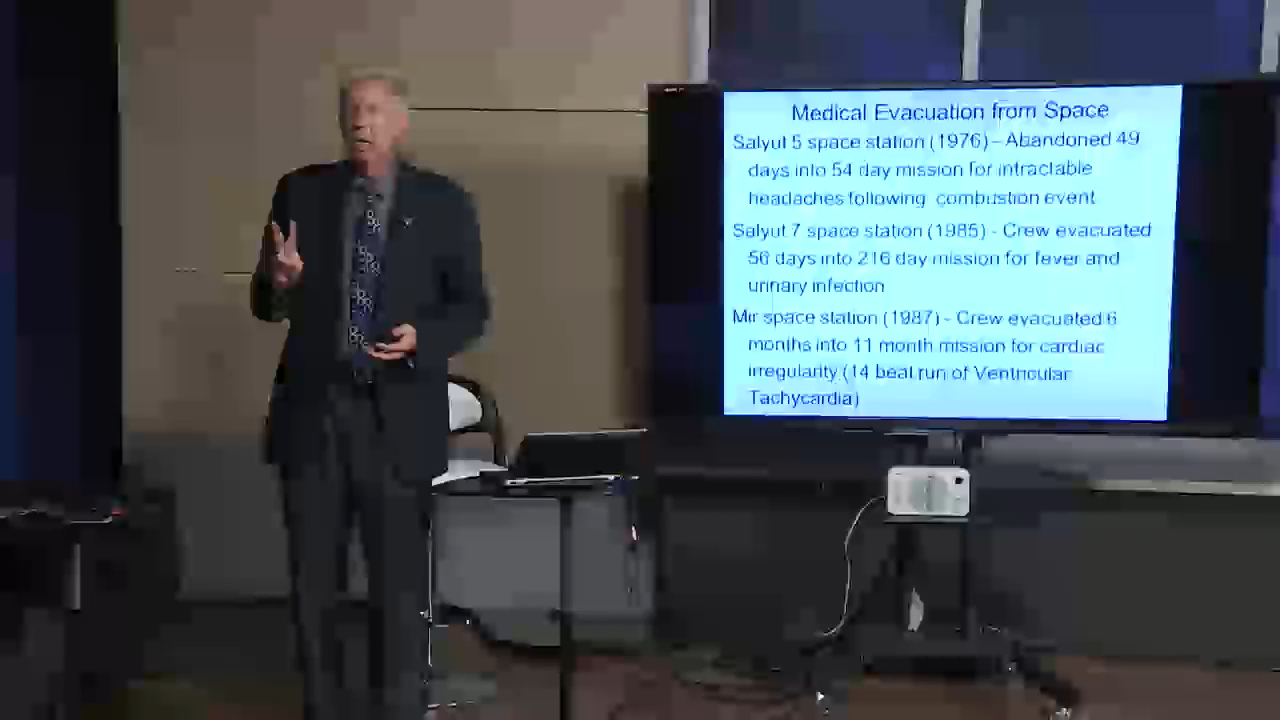 Medical Evacuation from Space
Salyut 5 space station (1976) - Abandoned 49
days into 54 day mission for intractable
headaches following combustion event
Salyut 7 space station (1985) - Crew evacuated
56 days into 216 day mission for fever and
urinary infection
Mir space station (1987) - Crew evacuated 6
months into 11 month mission for cardiac
irregularity (14 beat run of Ventricular
Tachycardia)